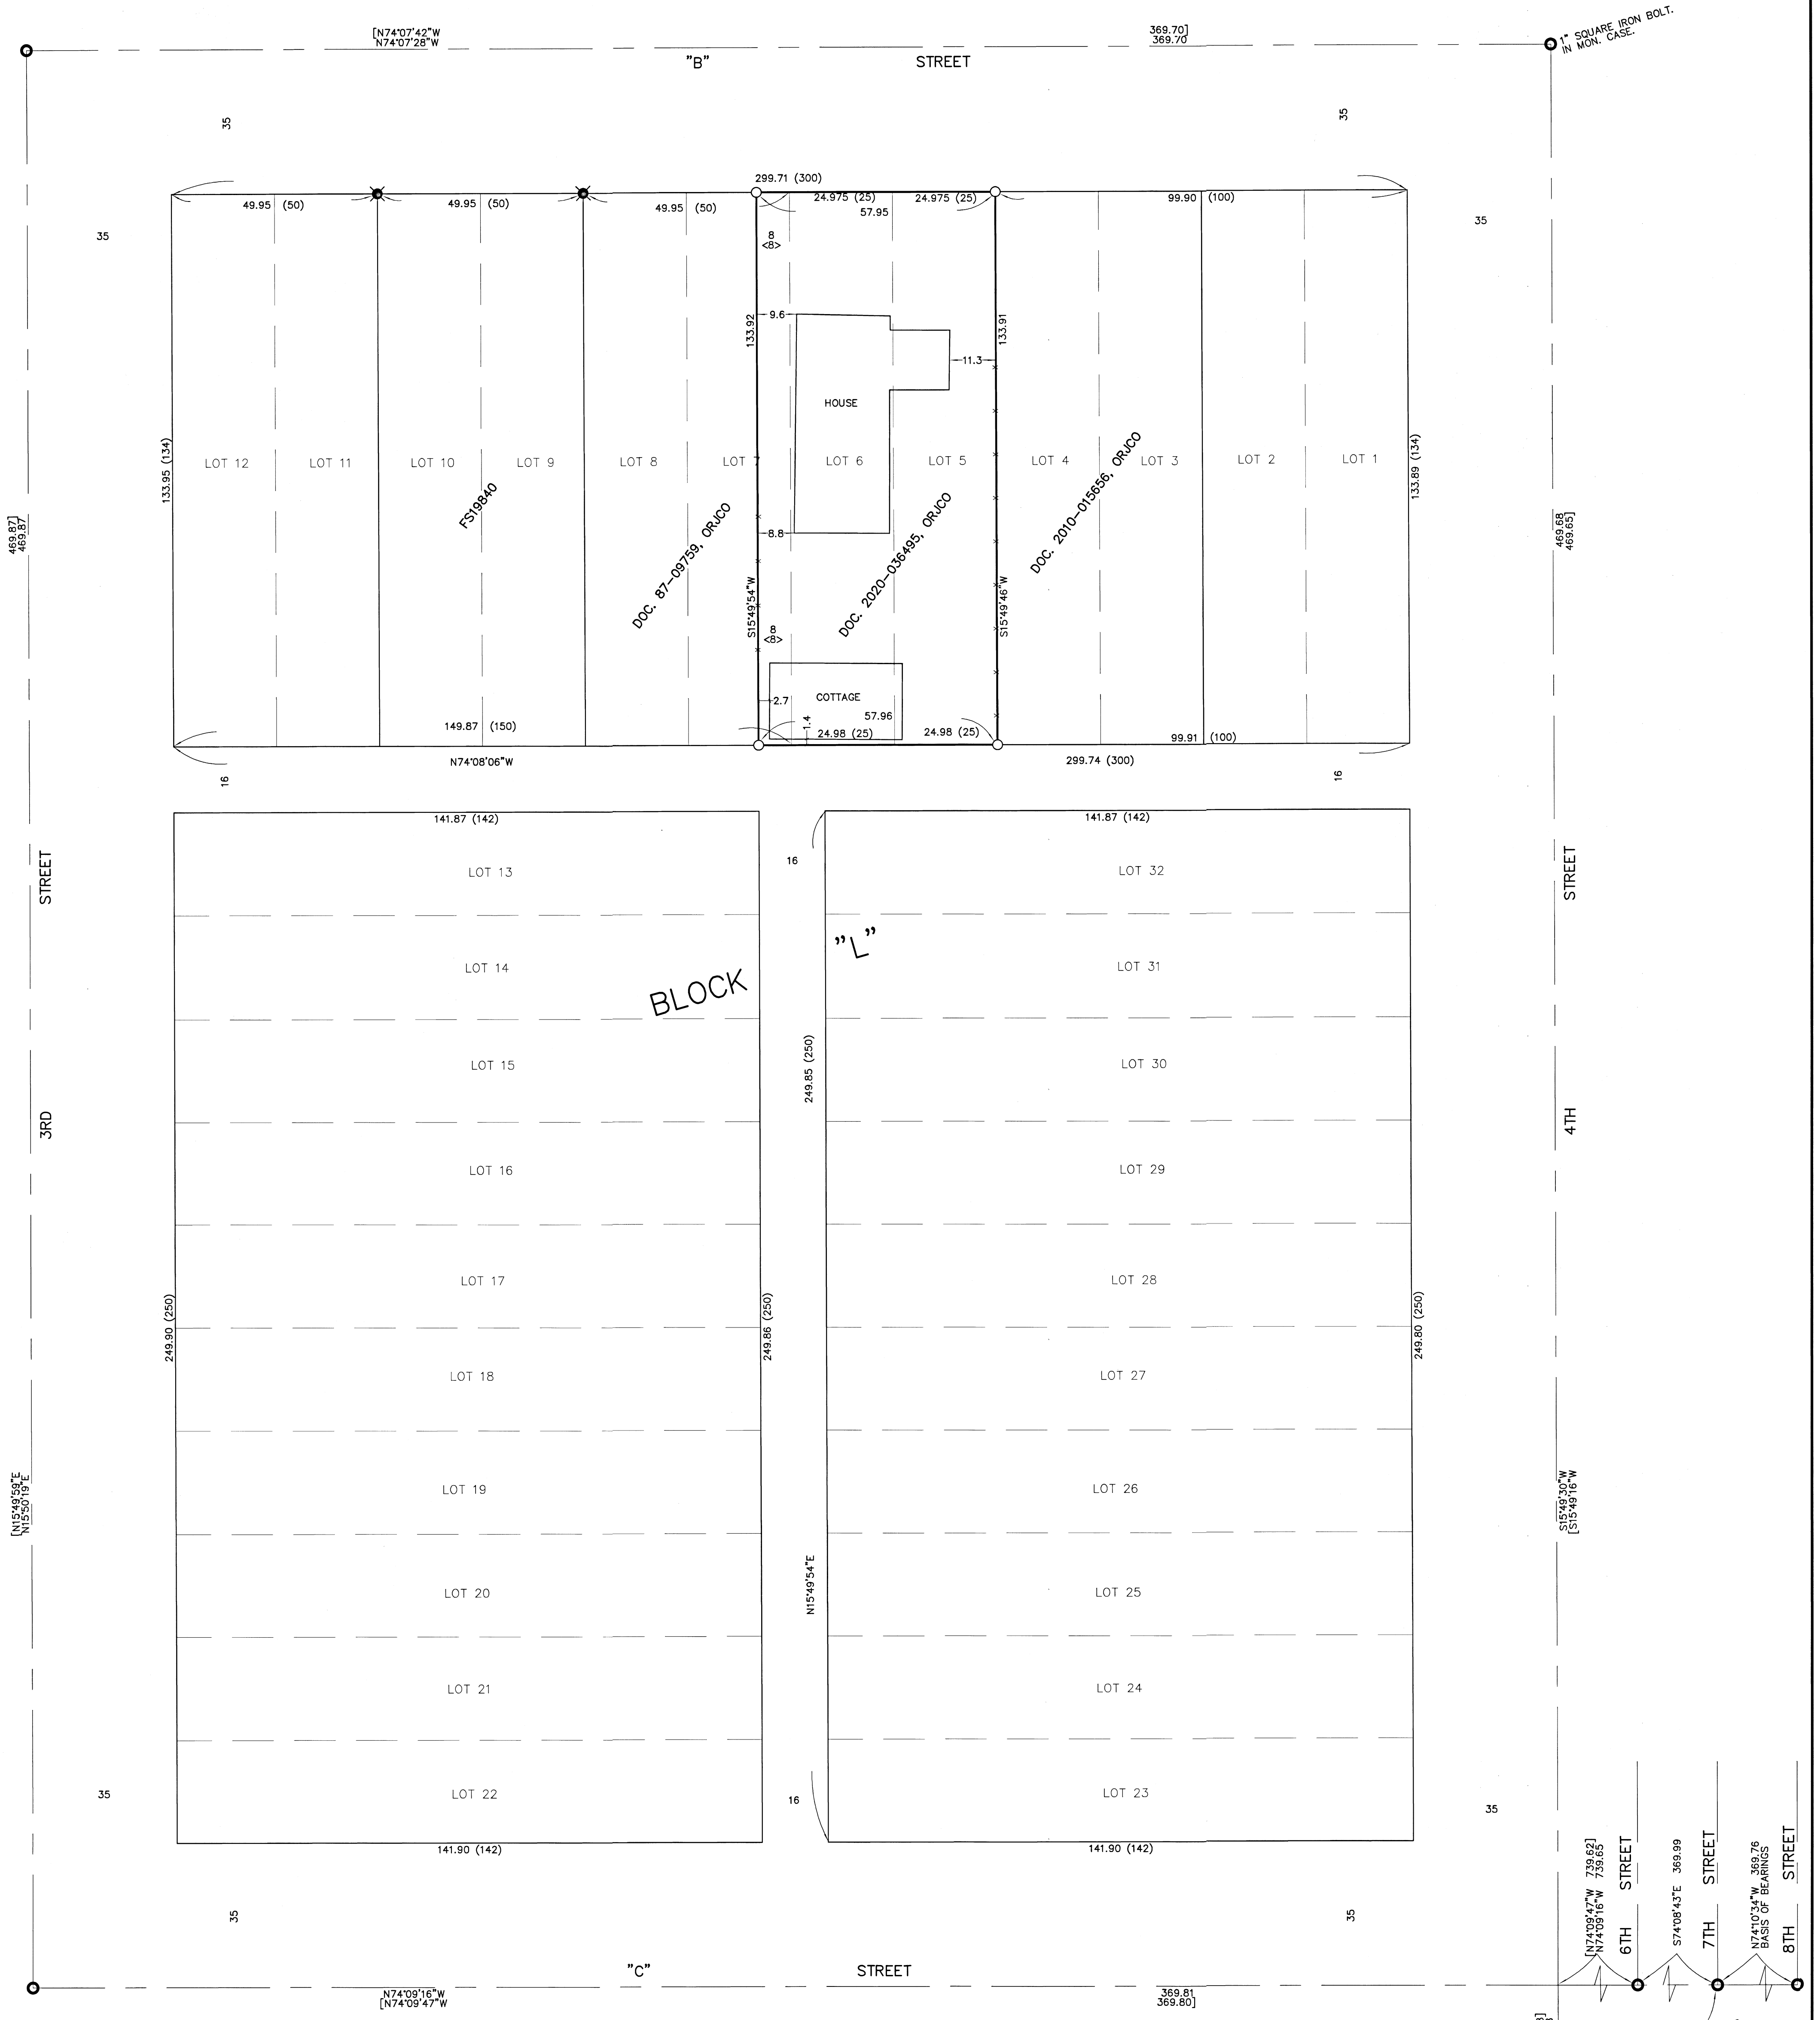 [N74°07'42"W
N74°07'28"W
369.70]
369.70
1" SQUARE IRON BOLT.
IN MON. CASE.
"B" STREET
35
35
299.71 (300)
49.95 (50)
49.95 (50)
49.95 (50)
24.975 (25)
24.975 (25)
57.95
99.90 (100)
35
35
8
<8>
9.6
133.92
133.91
11.3
HOUSE
133.95 (134)
LOT 12
LOT 11
LOT 10
LOT 9
LOT 8
LOT 7
LOT 6
LOT 5
LOT 4
LOT 3
LOT 2
LOT 1
133.89 (134)
469.87]
469.87
FS19840
DOC. 87-09759, ORJCO
8.8
DOC. 2020-036495, ORJCO
DOC. 2010-015656, ORJCO
469.68
469.65]
S15°49'54"W
S15°49'46"W
8
<8>
COTTAGE
2.7
1.4
57.96
149.87 (150)
24.98 (25)
24.98 (25)
99.91 (100)
N74°08'06"W
299.74 (300)
16
16
141.87 (142)
141.87 (142)
STREET
3RD
16
STREET
4TH
LOT 13
LOT 32
BLOCK "L"
LOT 14
LOT 31
LOT 15
249.85 (250)
LOT 30
LOT 16
LOT 29
LOT 17
LOT 28
249.90 (250)
249.86 (250)
249.80 (250)
LOT 18
LOT 27
LOT 19
LOT 26
[N15°49'59"E
N15°50'19"E
S15°49'30"W
[S15°49'16"W
N15°49'54"E
LOT 20
LOT 25
LOT 21
LOT 24
LOT 22
LOT 23
35
16
35
141.90 (142)
141.90 (142)
35
35
[N74°09'47"W 739.62]
N74°09'16"W 739.65
6TH STREET
S74°08'43"E 369.99
7TH STREET
N74°10'34"W 369.76
BASIS OF BEARINGS
8TH STREET
"C" STREET
N74°09'16"W
[N74°09'47"W
369.81
369.80]